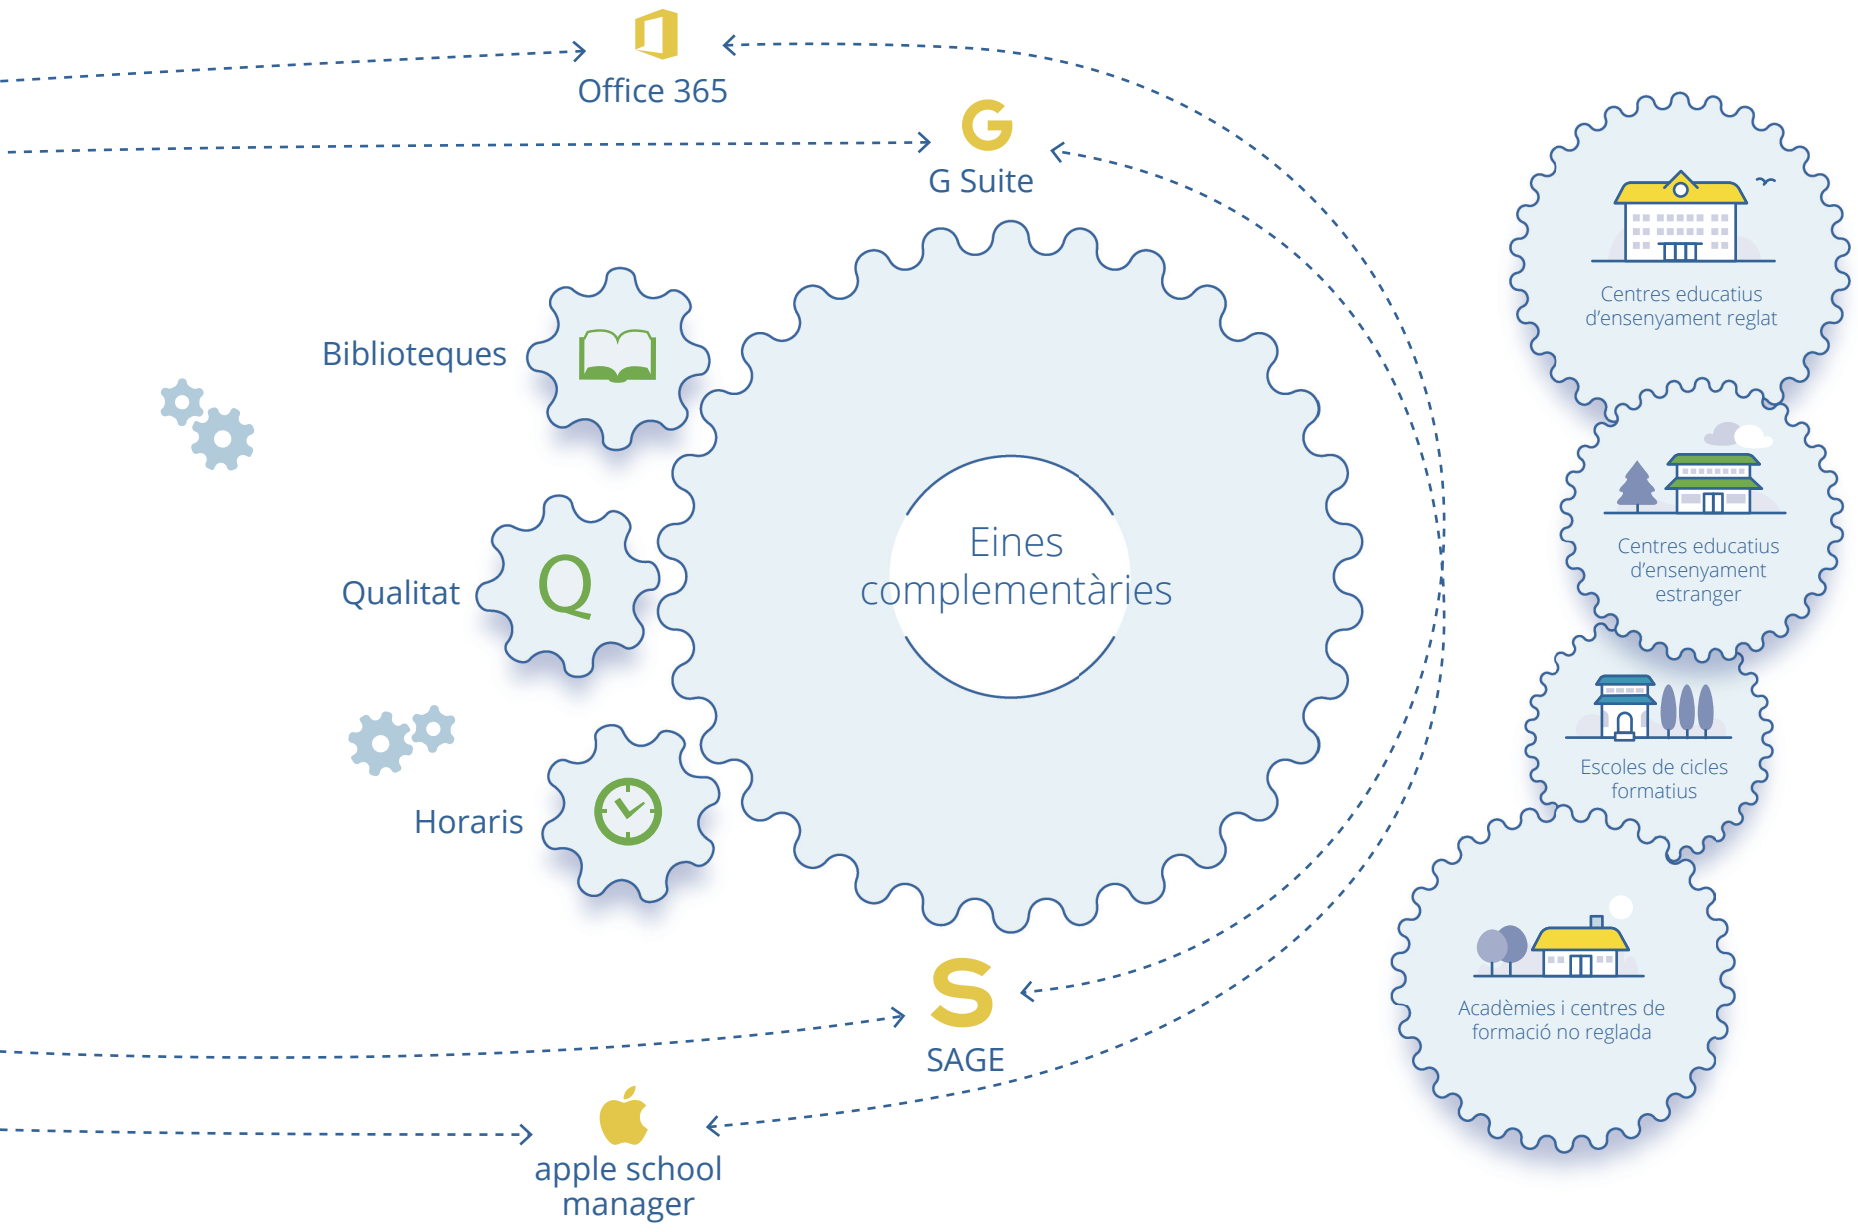 Office 365
G Suite
Biblioteques
Qualitat
Q
Horaris
Eines
complementàries
SAGE
apple school
manager
Centres educatius
d'ensenyament reglat
Centres educatius
d'ensenyament
estranger
Escoles de cicles
formatius
Acadèmies i centres de
formació no reglada